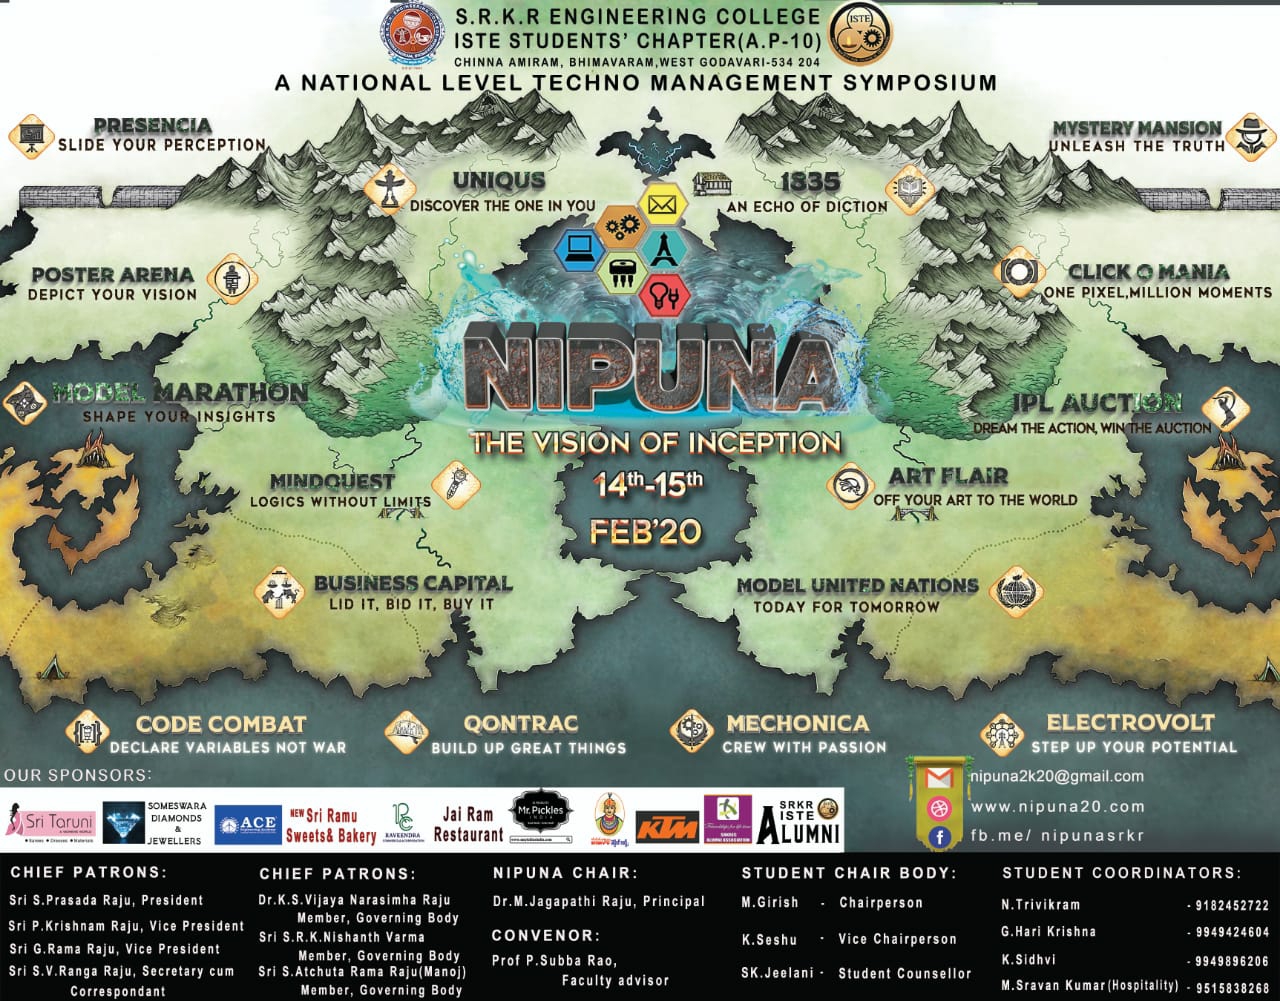 S.R.K.R ENGINEERING COLLEGE
ISTE STUDENTS' CHAPTER(A.P-10)
CHINNA AMIRAM, BHIMAVARAM,WEST GODAVARI-534 204
A NATIONAL LEVEL TECHNO MANAGEMENT SYMPOSIUM
ISTE
PRESENCIA
SLIDE YOUR PERCEPTION
MYSTERY MANSION
UNLEASH THE TRUTH
UNIQUS
DISCOVER THE ONE IN YOU
1835
AN ECHO OF DICTION
POSTER ARENA
DEPICT YOUR VISION
CLICK O MANIA
ONE PIXEL,MILLION MOMENTS
NIPUNA
THE VISION OF INCEPTION
14th-15th
FEB'20
MODEL MARATHON
SHAPE YOUR INSIGHTS
IPL AUCTION
DREAM THE ACTION, WIN THE AUCTION
MINDQUEST
LOGICS WITHOUT LIMITS
ART FLAIR
OFF YOUR ART TO THE WORLD
BUSINESS CAPITAL
LID IT, BID IT, BUY IT
MODEL UNITED NATIONS
TODAY FOR TOMORROW
CODE COMBAT
DECLARE VARIABLES NOT WAR
QONTRAC
BUILD UP GREAT THINGS
MECHONICA
CREW WITH PASSION
ELECTROVOLT
STEP UP YOUR POTENTIAL
nipuna2k20@gmail.com
www.nipuna20.com
fb.me/ nipunasrkr
OUR SPONSORS:
Sri Taruni
SOMESWARA
DIAMONDS
&
JEWELLERS
ACE
NEW Sri Ramu
Sweets& Bakery
RAVEENDRA
Jai Ram
Restaurant
Mr.Pickles
INDIA
KTM
SRKR
ISTE
ALUMNI
CHIEF PATRONS:
Sri S.Prasada Raju, President
Sri P.Krishnam Raju, Vice President
Sri G.Rama Raju, Vice President
Sri S.V.Ranga Raju, Secretary cum
Correspondant
CHIEF PATRONS:
Dr.K.S.Vijaya Narasimha Raju
Member, Governing Body
Sri S.R.K.Nishanth Varma
Member, Governing Body
Sri S.Atchuta Rama Raju(Manoj)
Member, Governing Body
NIPUNA CHAIR:
Dr.M.Jagapathi Raju, Principal
CONVENOR:
Prof P.Subba Rao,
Faculty advisor
STUDENT CHAIR BODY:
M.Girish - Chairperson
K.Seshu - Vice Chairperson
SK.Jeelani - Student Counsellor
STUDENT COORDINATORS:
N.Trivikram - 9182452722
G.Hari Krishna - 9949424604
K.Sidhvi - 9949896206
M.Sravan Kumar(Hospitality) - 9515838268